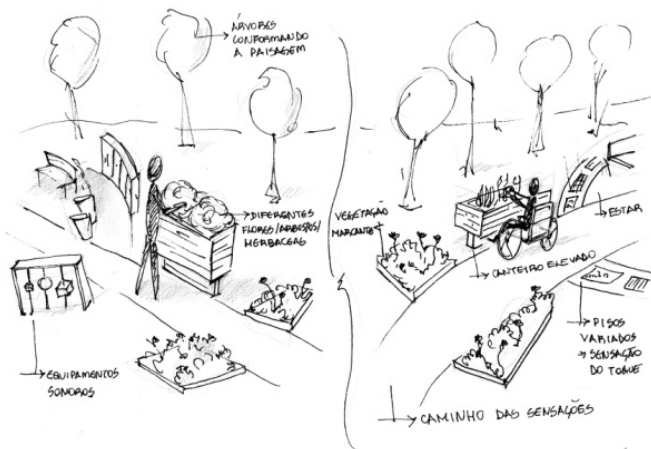 ÁRVORES
CONFORMANDO
A PAISAGEM
DIFERENTES
FLORES/ARBUSTOS/
HERBACEAS
EQUIPAMENTOS
SONOROS
VEGETAÇÃO
MARCANTE
ESTAR
CANTEIRO ELEVADO
PISOS
VARIADOS
→ SENSAÇÃO
DO TOQUE
CAMINHO DAS SENSAÇÕES